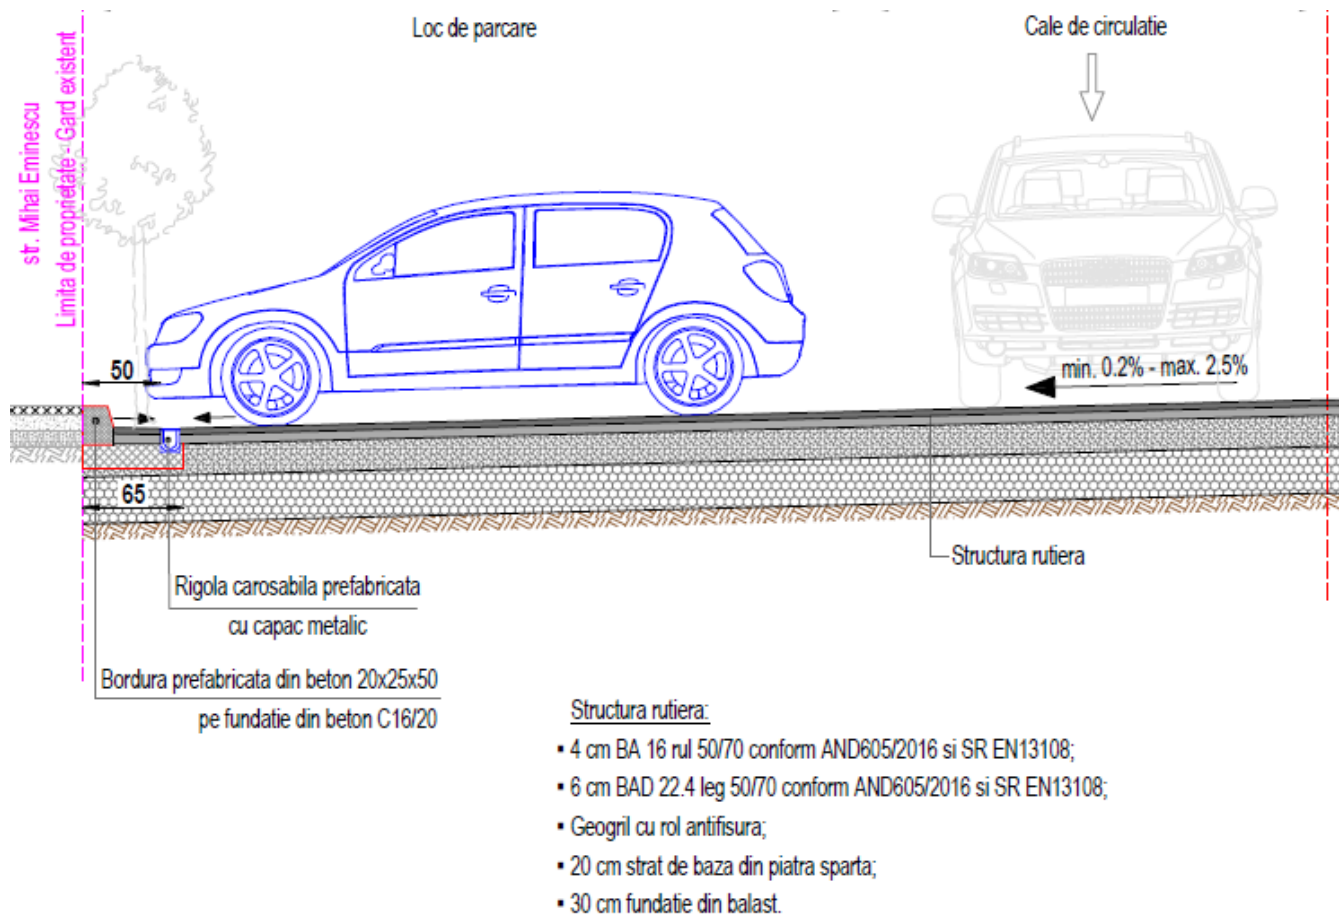 Loc de parcare
Cale de circulatie
str. Mihai Eminescu
Limita de proprietate - Gard existent
50
min. 0.2% - max. 2.5%
65
Structura rutiera
Rigola carosabila prefabricata
cu capac metalic
Bordura prefabricata din beton 20x25x50
pe fundatie din beton C16/20
Structura rutiera:
▪ 4 cm BA 16 rul 50/70 conform AND605/2016 si SR EN13108;
▪ 6 cm BAD 22.4 leg 50/70 conform AND605/2016 si SR EN13108;
▪ Geogril cu rol antifisura;
▪ 20 cm strat de baza din piatra sparta;
▪ 30 cm fundatie din balast.